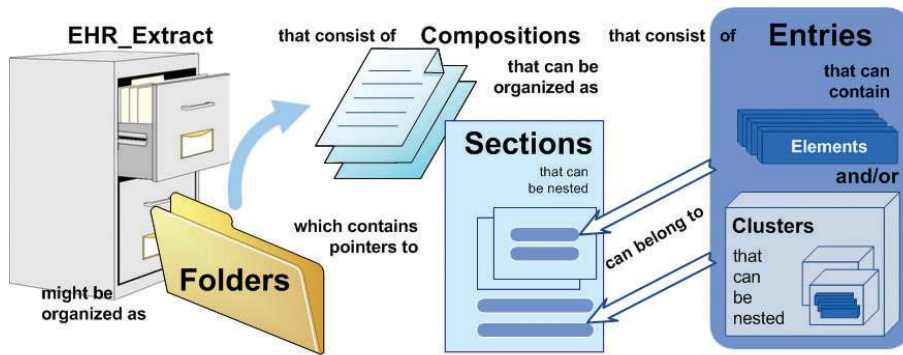 EHR_Extract
that consist of Compositions that consist of Entries
that can be
organized as
that can
contain
Elements
and/or
Sections
that can
be nested
which contains
pointers to
can belong to
Clusters
that
can
be
nested
Folders
might be
organized as